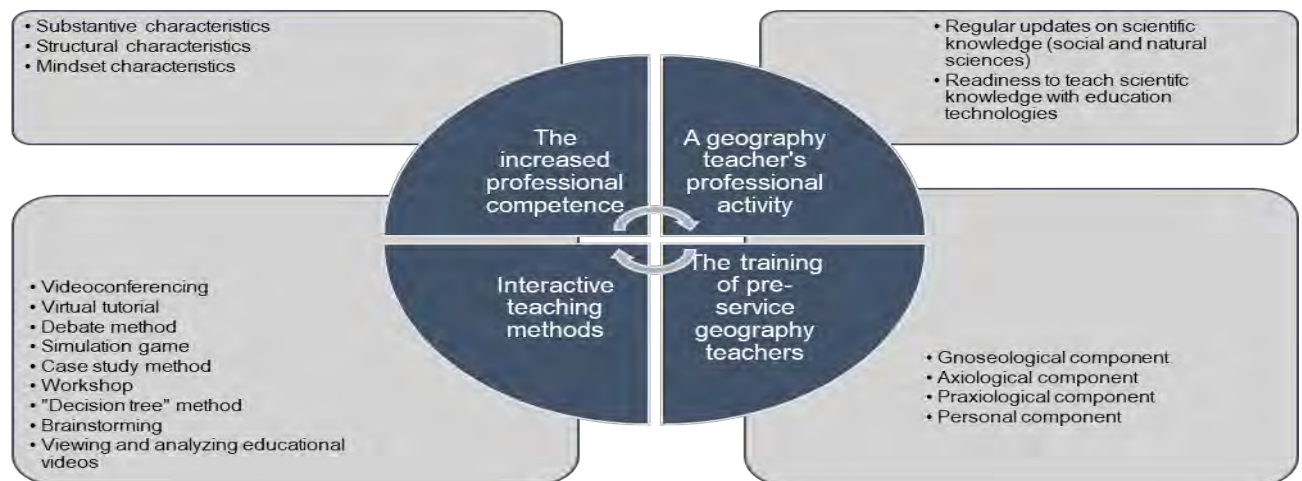 • Substantive characteristics
• Structural characteristics
• Mindset characteristics
• Regular updates on scientific
knowledge (social and natural
sciences)
• Readiness to teach scientifc
knowledge with education
technologies
The
increased
professional
competence
A geography
teacher's
professional
activity
Interactive
teaching
methods
The training
of pre-
service
geography
teachers
• Videoconferencing
• Virtual tutorial
• Debate method
• Simulation game
• Case study method
• Workshop
• "Decision tree" method
• Brainstorming
• Viewing and analyzing educational
videos
• Gnoseological component
• Axiological component
• Praxiological component
• Personal component